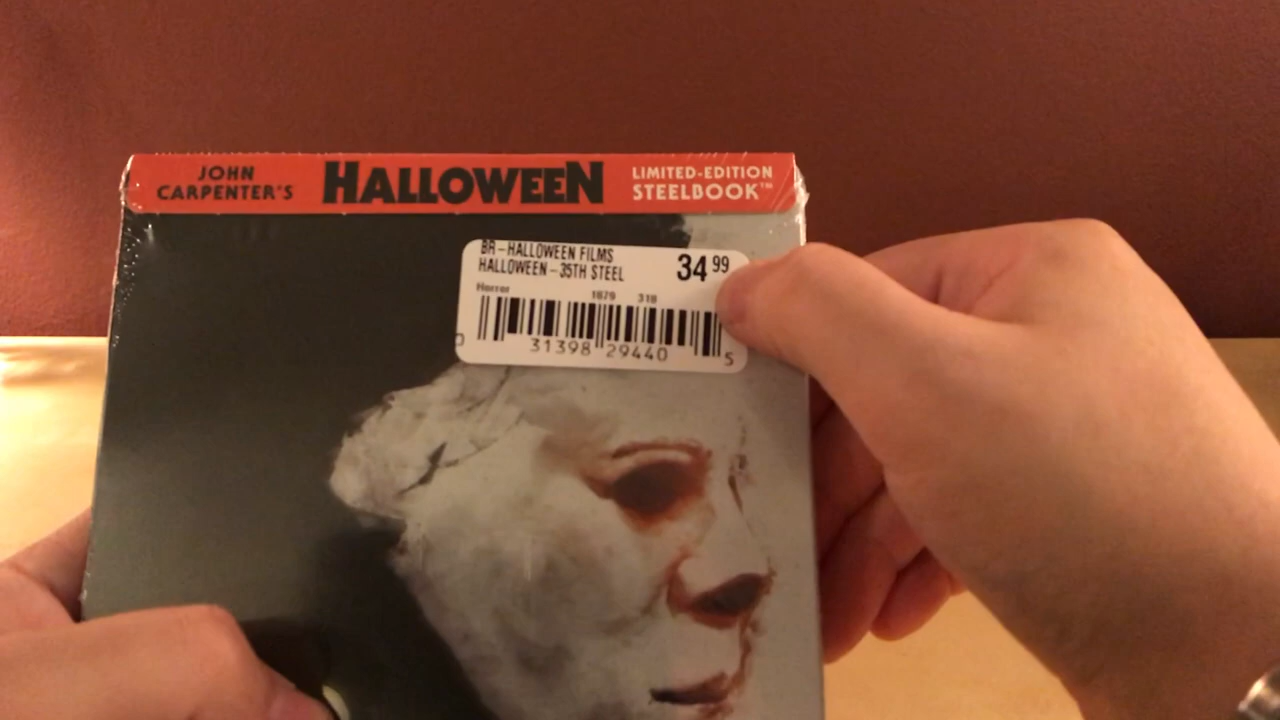 JOHN
CARPENTER'S
HALLOWEEN
LIMITED-EDITION
STEELBOOK™
BR-HALLOWEEN FILMS
HALLOWEEN-35TH STEEL
34.99
Horror 1879 318
0 31398 29440 5